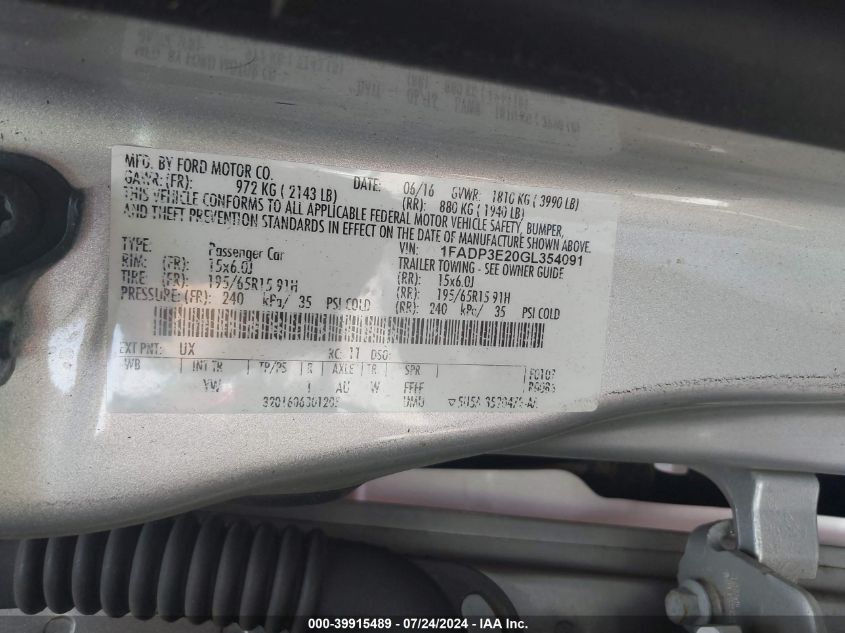 MFG. BY FORD MOTOR CO.
DATE: 06/16 GVWR: 1810 KG ( 3990 LB)
GAWR: (FR): 972 KG ( 2143 LB) (RR): 880 KG ( 1940 LB)
THIS VEHICLE CONFORMS TO ALL APPLICABLE FEDERAL MOTOR VEHICLE SAFETY, BUMPER,
AND THEFT PREVENTION STANDARDS IN EFFECT ON THE DATE OF MANUFACTURE SHOWN ABOVE.
VIN: 1FADP3E20GL354091
TYPE: Passenger Car TRAILER TOWING - SEE OWNER GUIDE
RIM: (FR): 15x6.0J (RR): 15x6.0J
TIRE: (FR): 195/65R15 91H (RR): 195/65R15 91H
PRESSURE: (FR): 240 kPa/ 35 PSI COLD (RR): 240 kPa/ 35 PSI COLD
EXT PNT: UX RC: 11 DSO:
WB INT TR TP/PS R AXLE TR SPR
YW W
000-39915489 - 07/24/2024 - IAA Inc.